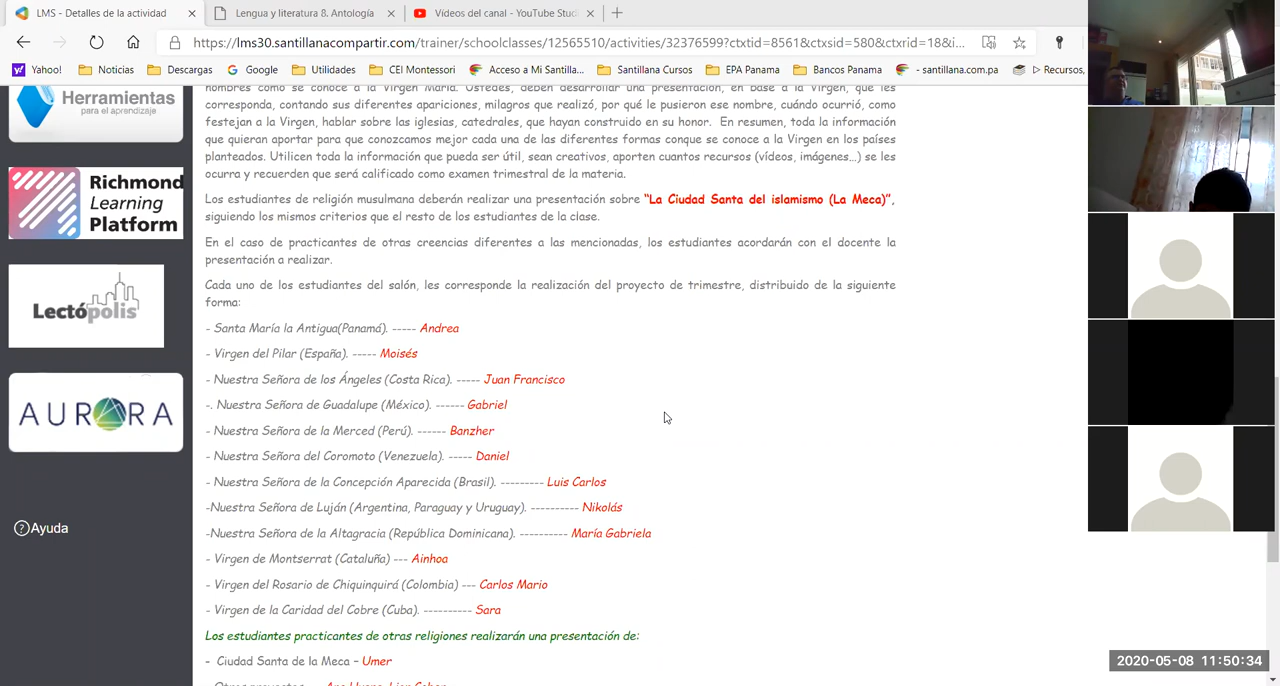 LMS - Detalles de la actividad
Lengua y literatura 8. Antología
Vídeos del canal - YouTube Stud
https://lms30.santillanacompartir.com/trainer/schoolclasses/12565510/activities/32376599?ctxtid=8561&ctxsid=580&ctxrid=18&i...
Yahoo! Noticias Descargas Google Utilidades CEI Montessori Acceso a Mi Santilla... Santillana Cursos EPA Panama Bancos Panama - santillana.com.pa Recursos,
Herramientas
para el aprendizaje
Richmond
Learning
Platform
Lectópolis
AURORA
Ayuda
nombres como se conoce a la Virgen María. Ustedes, deben desarrollar una presentación, en base a la Virgen, que les
corresponda, contando sus diferentes apariciones, milagros que realizó, por qué le pusieron ese nombre, cuándo ocurrió, como
festejan a la Virgen, hablar sobre las iglesias, catedrales, que hayan construido en su honor. En resumen, toda la información
que quieran aportar para que conozcamos mejor cada una de las diferentes formas conque se conoce a la Virgen en los países
planteados. Utilicen toda la información que pueda ser útil, sean creativos, aporten cuantos recursos (vídeos, imágenes...) se les
ocurra y recuerden que será calificado como examen trimestral de la materia.
Los estudiantes de religión musulmana deberán realizar una presentación sobre “La Ciudad Santa del islamismo (La Meca)”,
siguiendo los mismos criterios que el resto de los estudiantes de la clase.
En el caso de practicantes de otras creencias diferentes a las mencionadas, los estudiantes acordarán con el docente la
presentación a realizar.
Cada uno de los estudiantes del salón, les corresponde la realización del proyecto de trimestre, distribuido de la siguiente
forma:
- Santa María la Antigua(Panamá). ----- Andrea
- Virgen del Pilar (España). ----- Moisés
- Nuestra Señora de los Ángeles (Costa Rica). ----- Juan Francisco
-. Nuestra Señora de Guadalupe (México). ------ Gabriel
- Nuestra Señora de la Merced (Perú). ------ Banzher
- Nuestra Señora del Coromoto (Venezuela). ----- Daniel
- Nuestra Señora de la Concepción Aparecida (Brasil). --------- Luis Carlos
-Nuestra Señora de Luján (Argentina, Paraguay y Uruguay). ---------- Nikolás
-Nuestra Señora de la Altagracia (República Dominicana). ---------- María Gabriela
- Virgen de Montserrat (Cataluña) --- Ainhoa
- Virgen del Rosario de Chiquinquirá (Colombia) --- Carlos Mario
- Virgen de la Caridad del Cobre (Cuba). ---------- Sara
Los estudiantes practicantes de otras religiones realizarán una presentación de:
- Ciudad Santa de la Meca – Umer
2020-05-08 11:50:34